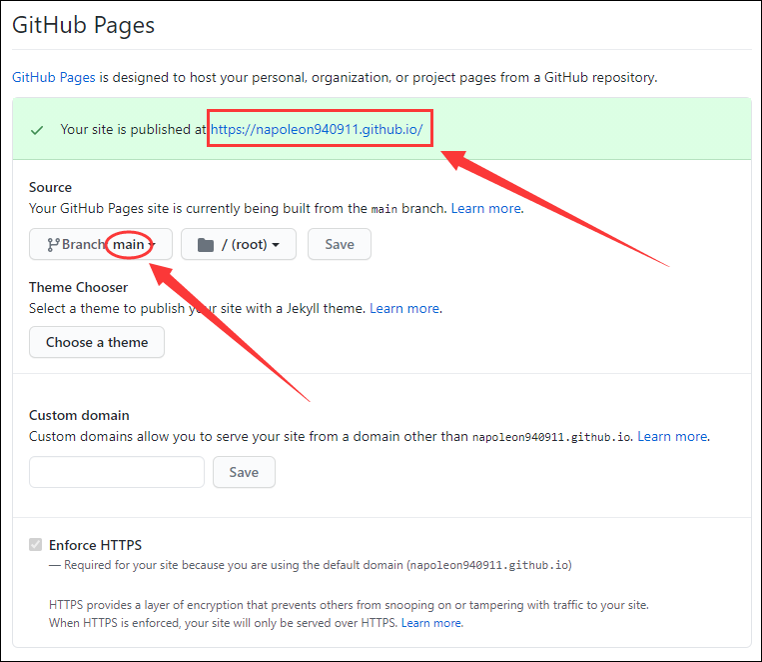 GitHub Pages
GitHub Pages is designed to host your personal, organization, or project pages from a GitHub repository.
Your site is published at https://napoleon940911.github.io/
Source
Your GitHub Pages site is currently being built from the main branch. Learn more.
Branch: main / (root) Save
Theme Chooser
Select a theme to publish your site with a Jekyll theme. Learn more.
Choose a theme
Custom domain
Custom domains allow you to serve your site from a domain other than napoleon940911.github.io. Learn more.
Save
Enforce HTTPS
— Required for your site because you are using the default domain (napoleon940911.github.io)
HTTPS provides a layer of encryption that prevents others from snooping on or tampering with traffic to your site.
When HTTPS is enforced, your site will only be served over HTTPS. Learn more.